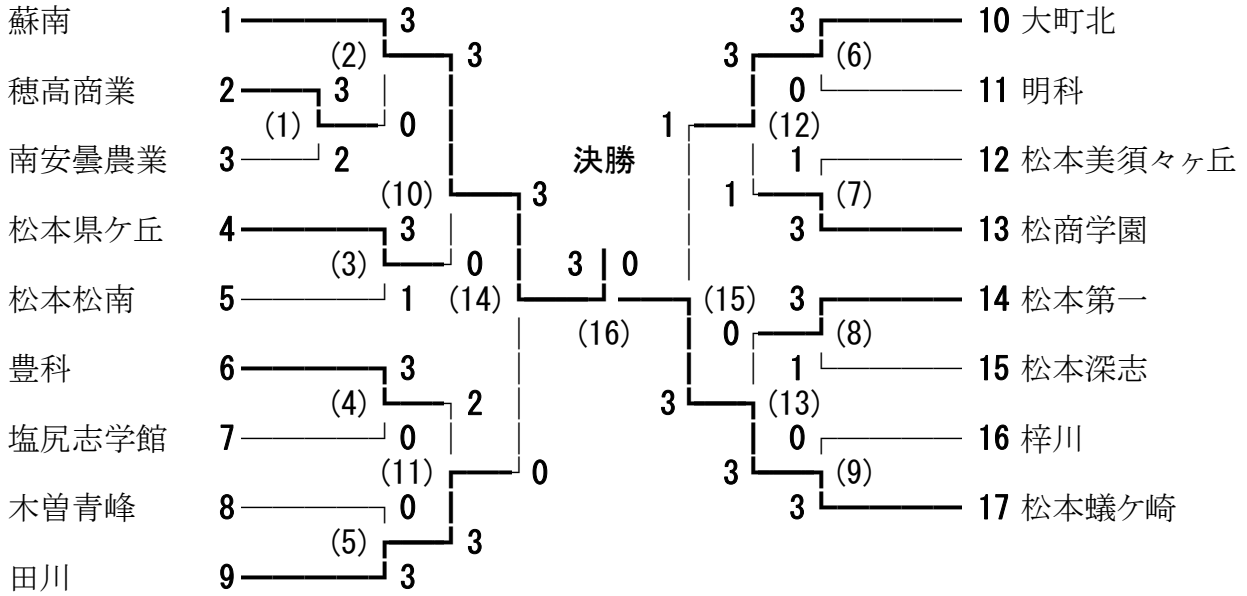 蘇南 1 3 3 10 大町北
(2) 3 3 (6)
穂高商業 2 3 0 11 明科
(1) 0 1 (12)
南安曇農業 3 2 決勝 1 12 松本美須々ヶ丘
(10) 3 1 (7)
松本県ケ丘 4 3 3 13 松商学園
(3) 0 3 0
松本松南 5 1 (14) (15) 3 14 松本第一
(16) 0 (8)
豊科 6 3 1 15 松本深志
(4) 2 3 (13)
塩尻志学館 7 0 0 16 梓川
(11) 0 3 (9)
木曽青峰 8 0 3 17 松本蟻ケ崎
(5) 3
田川 9 3